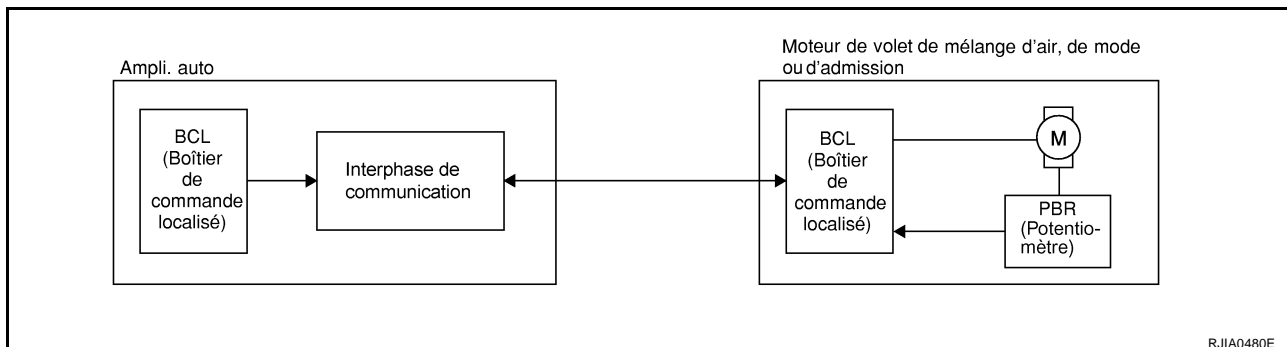 Ampli. auto
BCL
(Boîtier
de
commande
localisé)
Interphase de
communication
Moteur de volet de mélange d'air, de mode
ou d'admission
BCL
(Boîtier
de
commande
localisé)
M
PBR
(Potentio-
mètre)
RJIA0480E